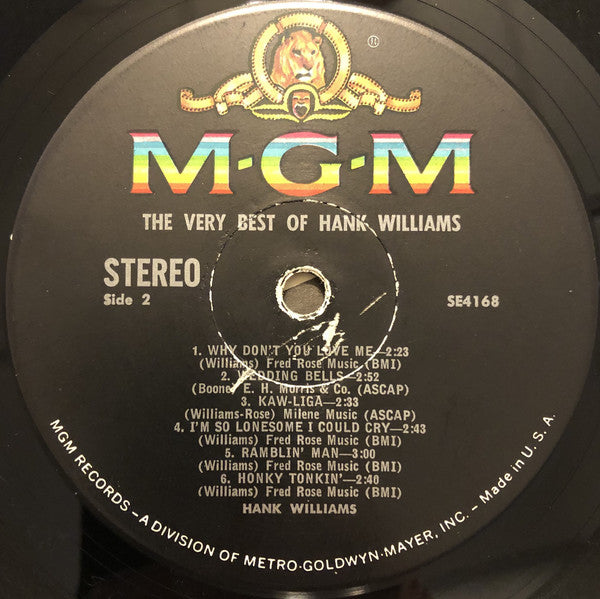 ®
M·G·M
THE VERY BEST OF HANK WILLIAMS
STEREO
Side 2
SE4168
1. WHY DON'T YOU LOVE ME—2:23
(Williams) Fred Rose Music (BMI)
2. WEDDING BELLS—2:52
(Boone) E. H. Morris & Co. (ASCAP)
3. KAW-LIGA—2:33
(Williams-Rose) Milene Music (ASCAP)
4. I'M SO LONESOME I COULD CRY—2:43
(Williams) Fred Rose Music (BMI)
5. RAMBLIN' MAN—3:00
(Williams) Fred Rose Music (BMI)
6. HONKY TONKIN'—2:40
(Williams) Fred Rose Music (BMI)
HANK WILLIAMS
MGM RECORDS—A DIVISION OF METRO-GOLDWYN-MAYER, INC. – Made in U. S. A.